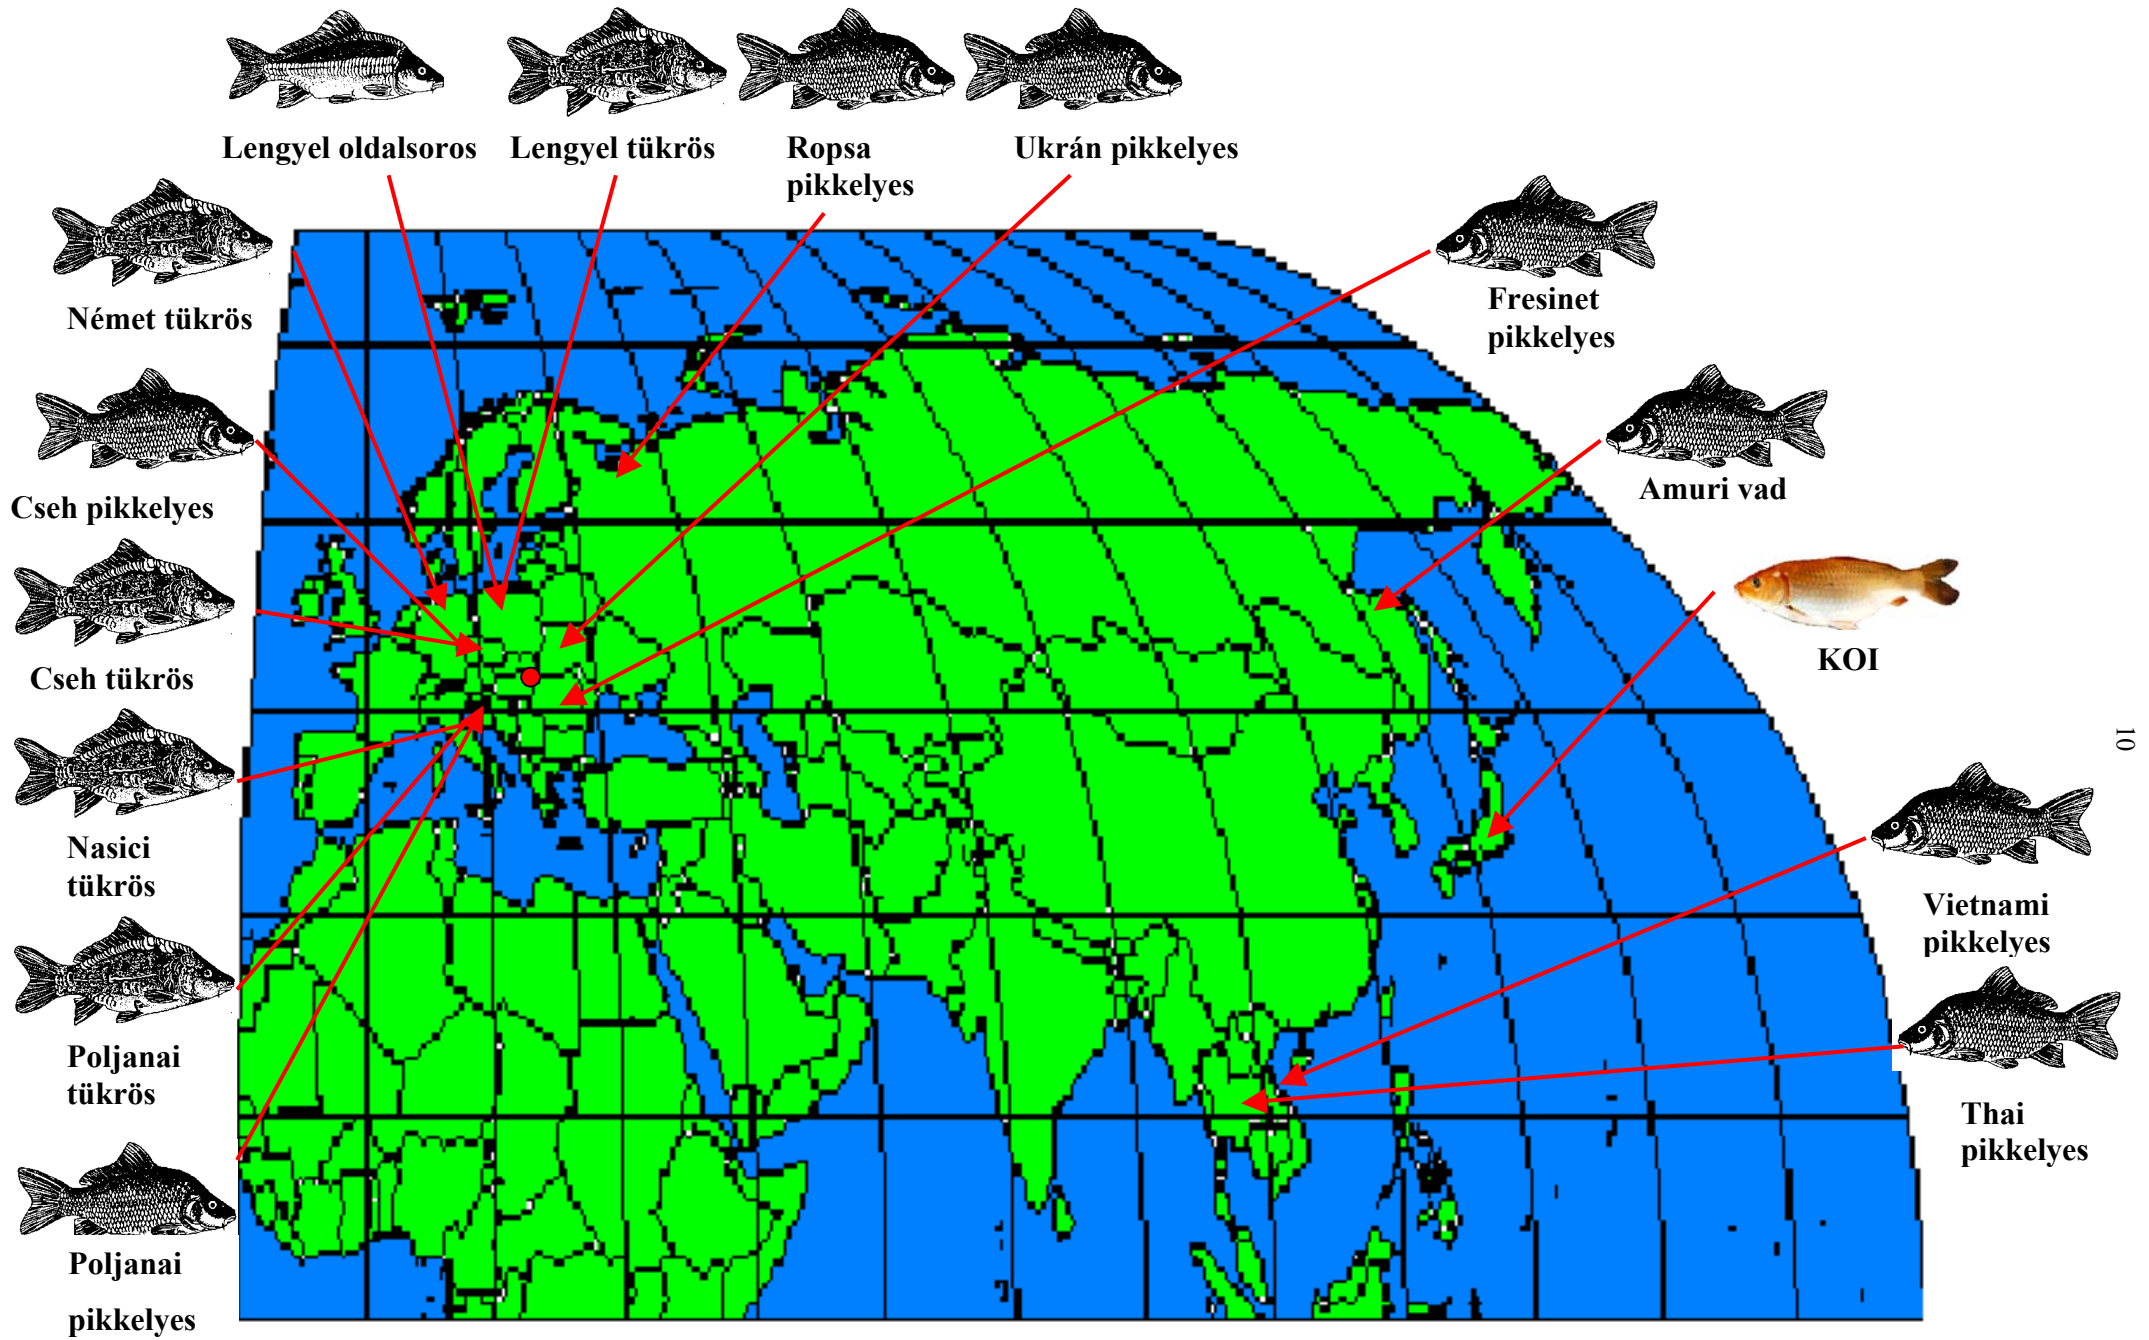 Lengyel oldalsoros
Lengyel tükrös
Ropsa
pikkelyes
Ukrán pikkelyes
Német tükrös
Fresinet
pikkelyes
Cseh pikkelyes
Amuri vad
Cseh tükrös
KOI
Nasici
tükrös
Vietnami
pikkelyes
Poljanai
tükrös
Thai
pikkelyes
Poljanai
pikkelyes
10